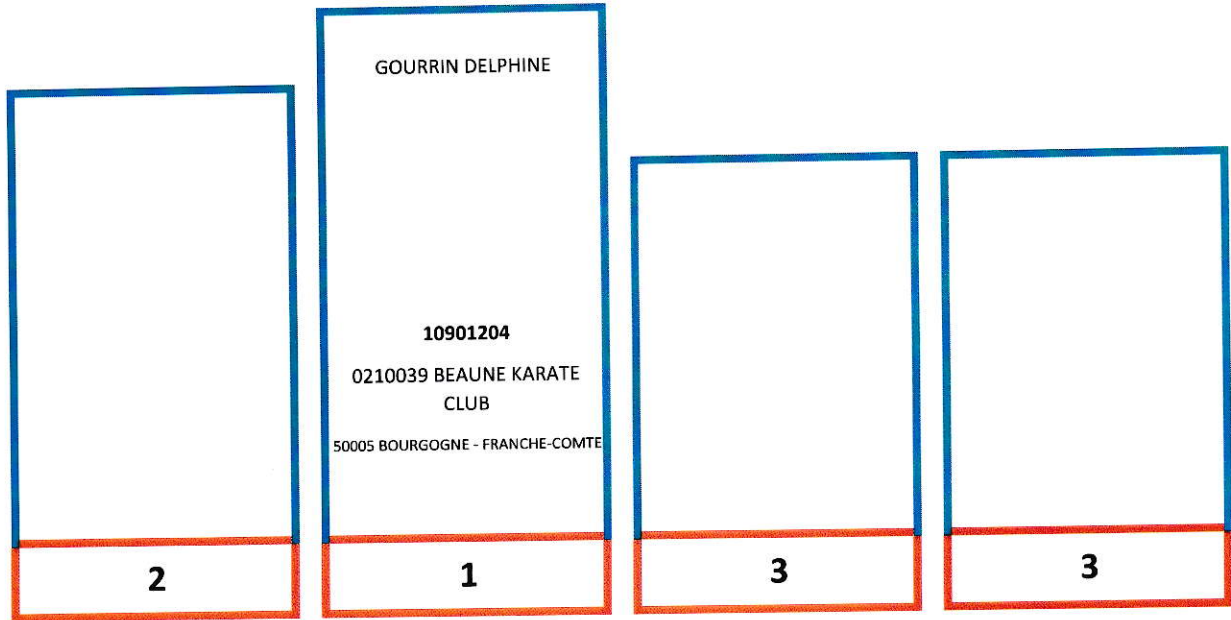 GOURRIN DELPHINE
10901204
0210039 BEAUNE KARATE
CLUB
50005 BOURGOGNE - FRANCHE-COMTE
2
1
3
3